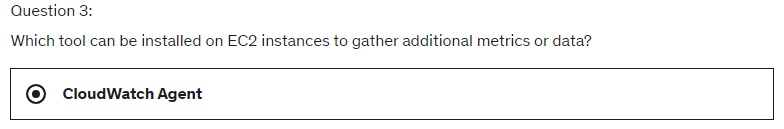 Question 3:
Which tool can be installed on EC2 instances to gather additional metrics or data?
CloudWatch Agent